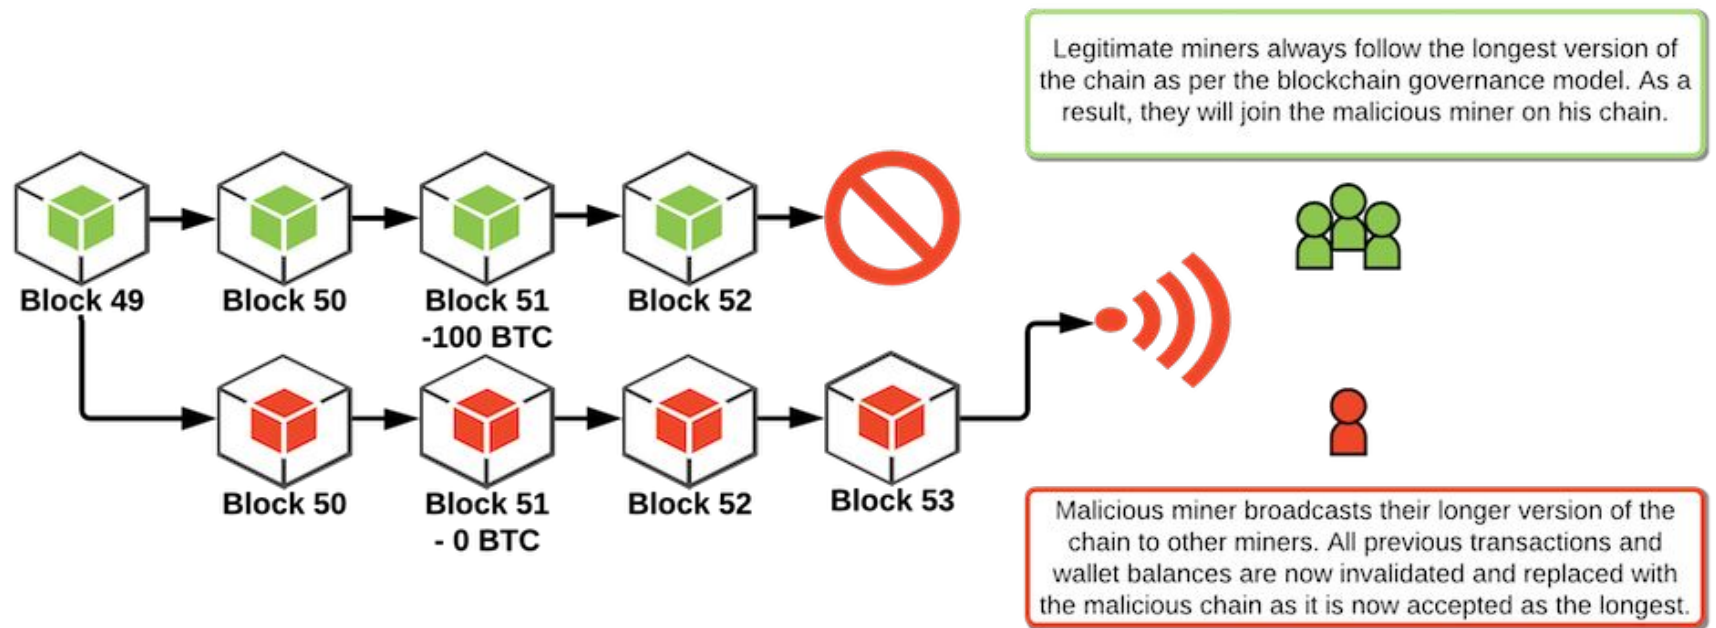 Legitimate miners always follow the longest version of
the chain as per the blockchain governance model. As a
result, they will join the malicious miner on his chain.
Block 49
Block 50
Block 51
-100 BTC
Block 52
Block 50
Block 51
- 0 BTC
Block 52
Block 53
Malicious miner broadcasts their longer version of the
chain to other miners. All previous transactions and
wallet balances are now invalidated and replaced with
the malicious chain as it is now accepted as the longest.